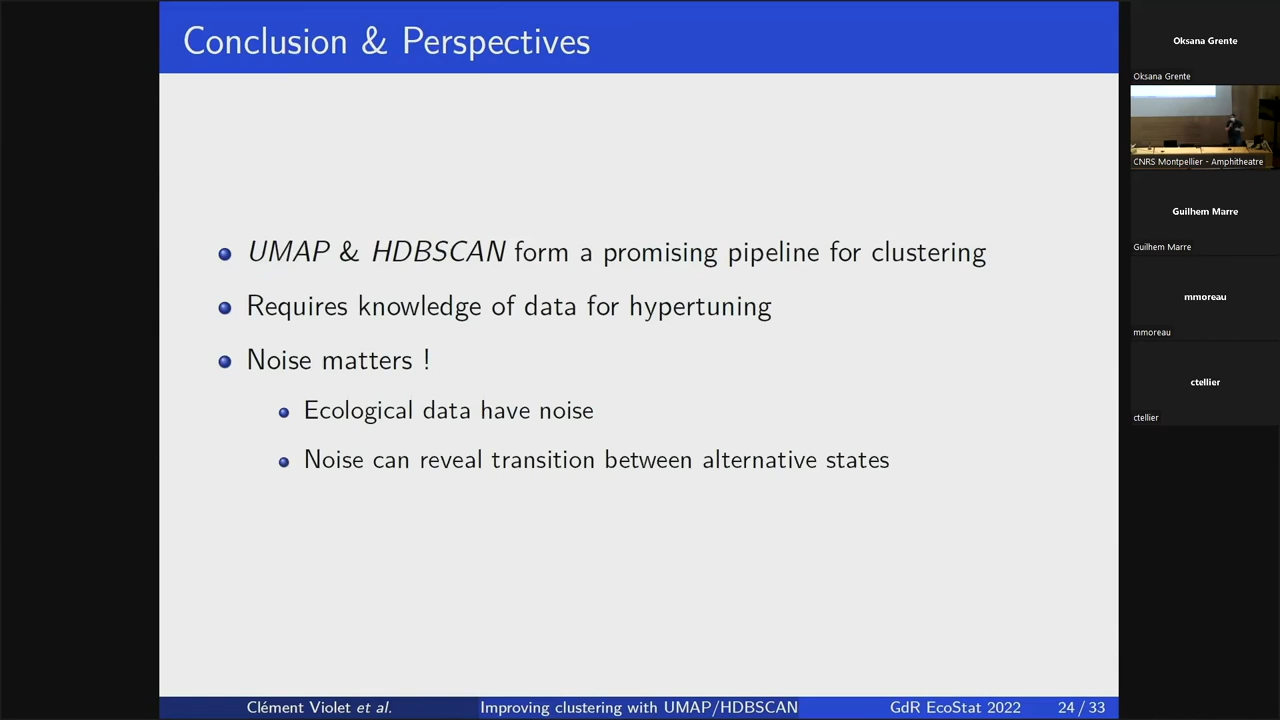 Conclusion & Perspectives
UMAP & HDBSCAN form a promising pipeline for clustering
Requires knowledge of data for hypertuning
Noise matters !
Ecological data have noise
Noise can reveal transition between alternative states
Clément Violet et al.
Improving clustering with UMAP/HDBSCAN
GdR EcoStat 2022
24 / 33
Oksana Grente
Oksana Grente
CNRS Montpellier - Amphitheatre
Guilhem Marre
Guilhem Marre
mmoreau
mmoreau
ctellier
ctellier